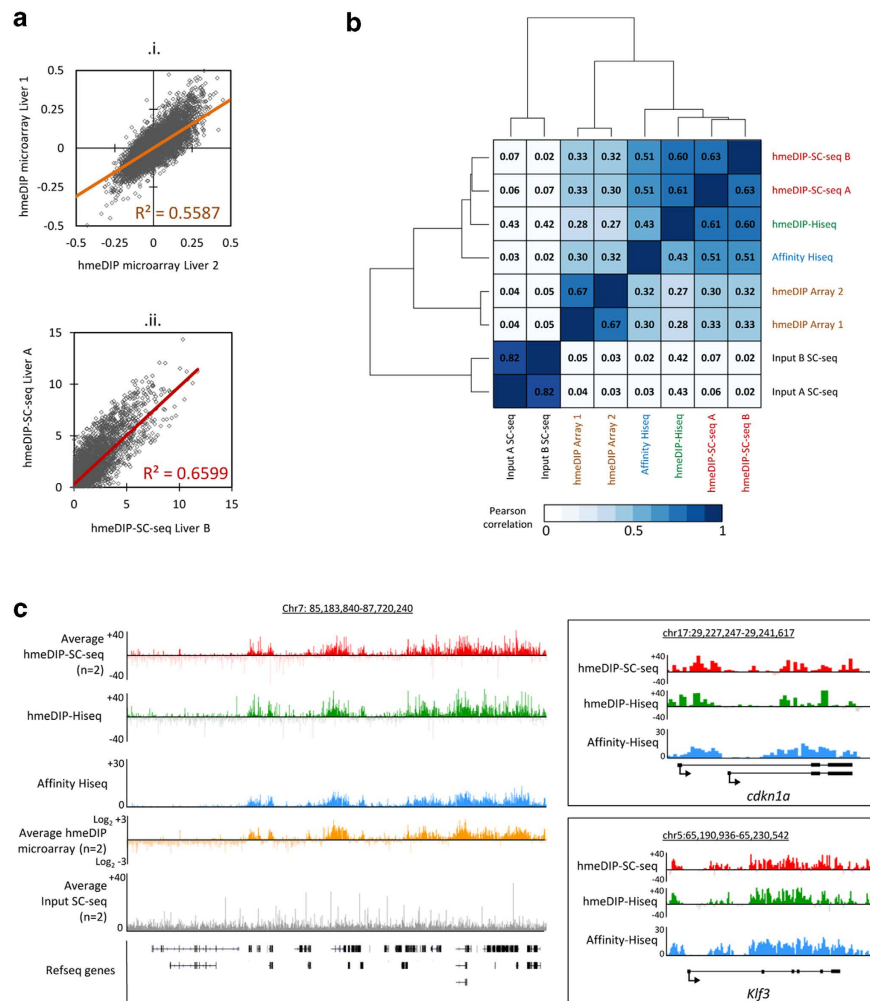 a
.i.
hmeDIP microarray Liver 1
0.5
0.25
0
-0.25
-0.5
R² = 0.5587
-0.5 -0.25 0 0.25 0.5
hmeDIP microarray Liver 2
.ii.
hmeDIP-SC-seq Liver A
15
10
5
0
R² = 0.6599
0 5 10 15
hmeDIP-SC-seq Liver B
b
0.07 0.02 0.33 0.32 0.51 0.60 0.63 hmeDIP-SC-seq B
0.06 0.07 0.33 0.30 0.51 0.61 0.63 hmeDIP-SC-seq A
0.43 0.42 0.28 0.27 0.43 0.61 0.60 hmeDIP-Hiseq
0.03 0.02 0.30 0.32 0.43 0.51 0.51 Affinity Hiseq
0.04 0.05 0.67 0.32 0.27 0.30 0.32 hmeDIP Array 2
0.04 0.05 0.67 0.30 0.28 0.33 0.33 hmeDIP Array 1
0.82 0.05 0.03 0.02 0.42 0.07 0.02 Input B SC-seq
0.82 0.04 0.03 0.03 0.43 0.06 0.02 Input A SC-seq
Input A SC-seq
Input B SC-seq
hmeDIP Array 1
hmeDIP Array 2
Affinity Hiseq
hmeDIP-Hiseq
hmeDIP-SC-seq A
hmeDIP-SC-seq B
Pearson
correlation
0 0.5 1
c
Chr7: 85,183,840-87,720,240
Average
hmeDIP-SC-seq
(n=2)
+40
-40
hmeDIP-Hiseq
+40
-40
Affinity Hiseq
+30
0
Average hmeDIP
microarray (n=2)
Log₂ +3
Log₂ -3
Average
Input SC-seq
(n=2)
+40
0
Refseq genes
chr17:29,227,247-29,241,617
hmeDIP-SC-seq
+40
0
-40
hmeDIP-Hiseq
+40
0
-40
Affinity-Hiseq
30
0
cdkn1a
chr5:65,190,936-65,230,542
hmeDIP-SC-seq
+40
0
-40
hmeDIP-Hiseq
+40
0
-40
Affinity-Hiseq
30
0
Klf3